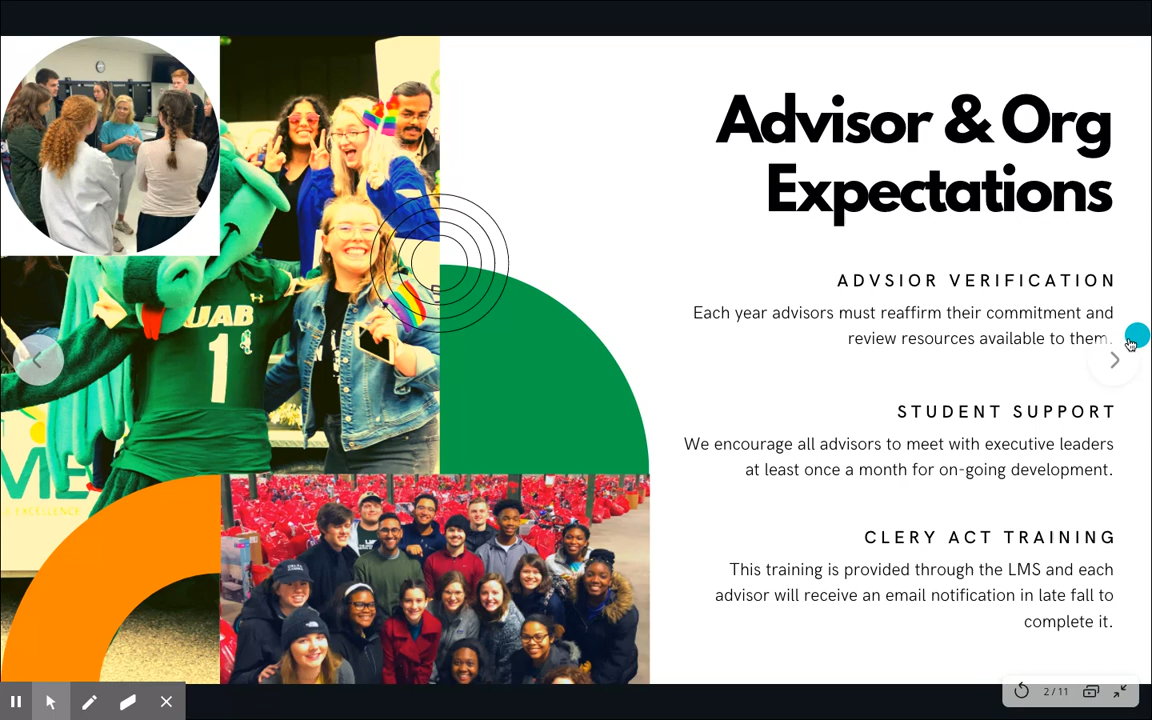 Advisor & Org
Expectations
ADVSIOR VERIFICATION
Each year advisors must reaffirm their commitment and
review resources available to them.
STUDENT SUPPORT
We encourage all advisors to meet with executive leaders
at least once a month for on-going development.
CLERY ACT TRAINING
This training is provided through the LMS and each
advisor will receive an email notification in late fall to
complete it.
UAB
1
ME
EXCELLENCE
2/11